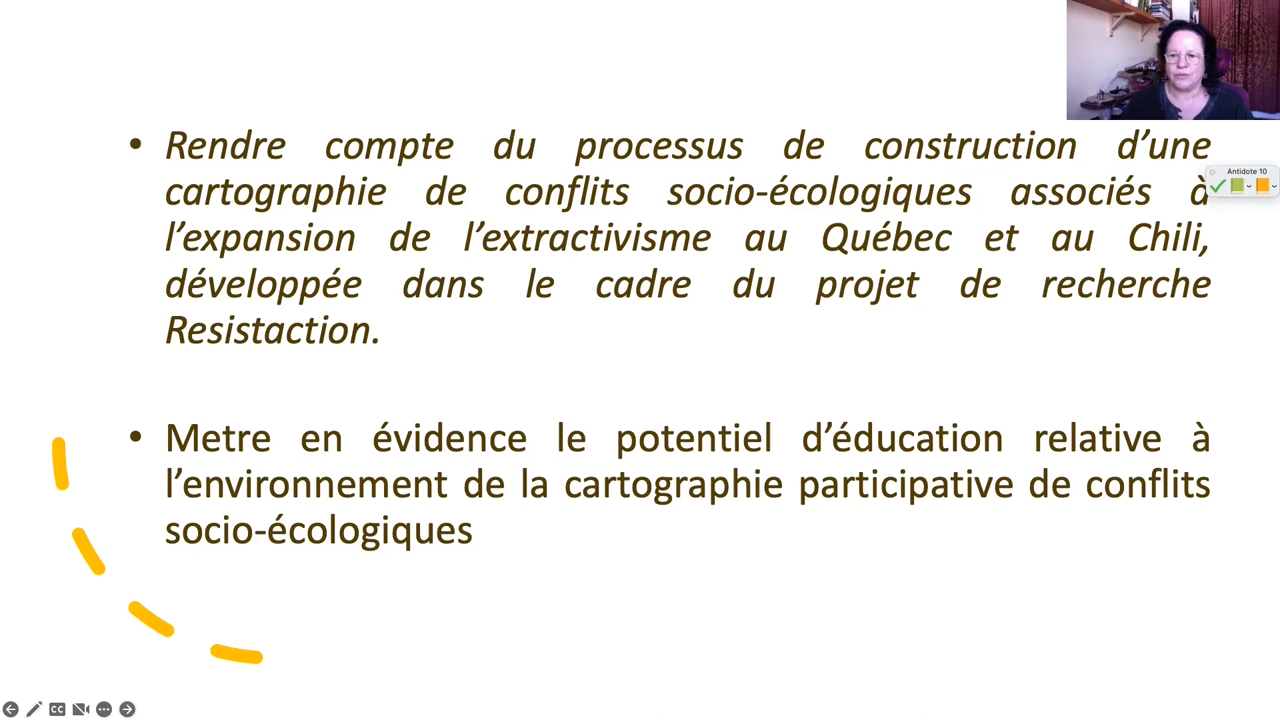 • Rendre compte du processus de construction d’une
cartographie de conflits socio-écologiques associés à
l’expansion de l’extractivisme au Québec et au Chili,
développée dans le cadre du projet de recherche
Resistaction.
• Metre en évidence le potentiel d’éducation relative à
l’environnement de la cartographie participative de conflits
socio-écologiques
Antidote 10
CC